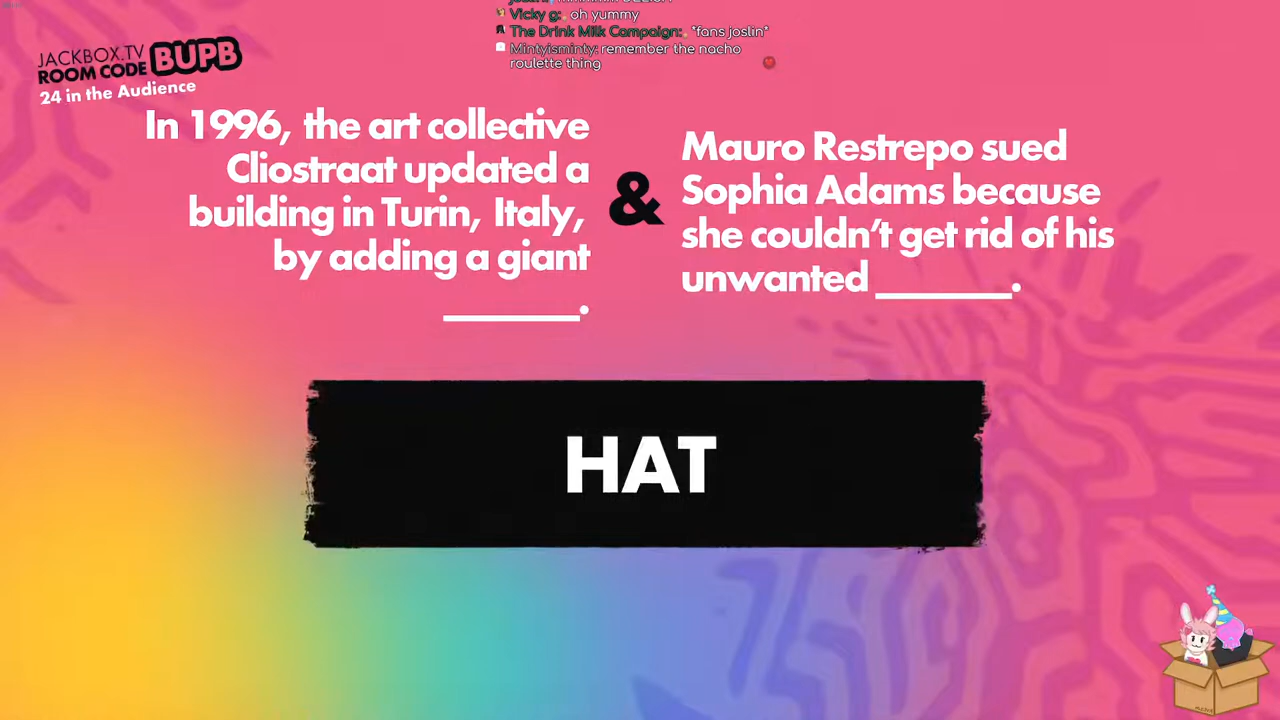 Vicky g: oh yummy
The Drink Milk Campaign: *fans joslin*
Mintyisminty: remember the nacho
roulette thing
JACKBOX.TV
ROOM CODE BUPB
24 in the Audience
In 1996, the art collective
Cliostraat updated a
building in Turin, Italy,
by adding a giant
_______.
&
Mauro Restrepo sued
Sophia Adams because
she couldn't get rid of his
unwanted _______.
HAT